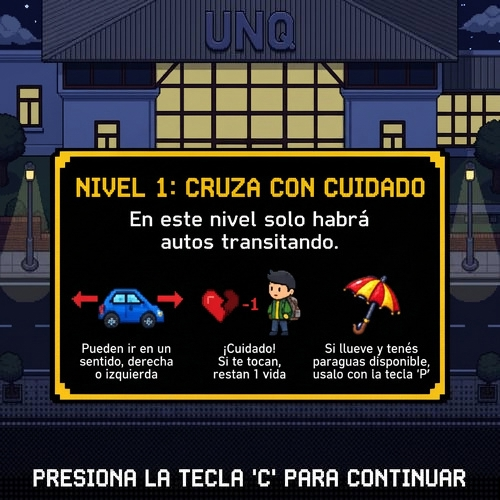 UNQ
NIVEL 1: CRUZA CON CUIDADO
En este nivel solo habrá
autos transitando.
-1
Pueden ir en un
sentido, derecha
o izquierda
¡Cuidado!
Si te tocan,
restan 1 vida
Si llueve y tenés
paraguas disponible,
usalo con la tecla 'P'
PRESIONA LA TECLA 'C' PARA CONTINUAR